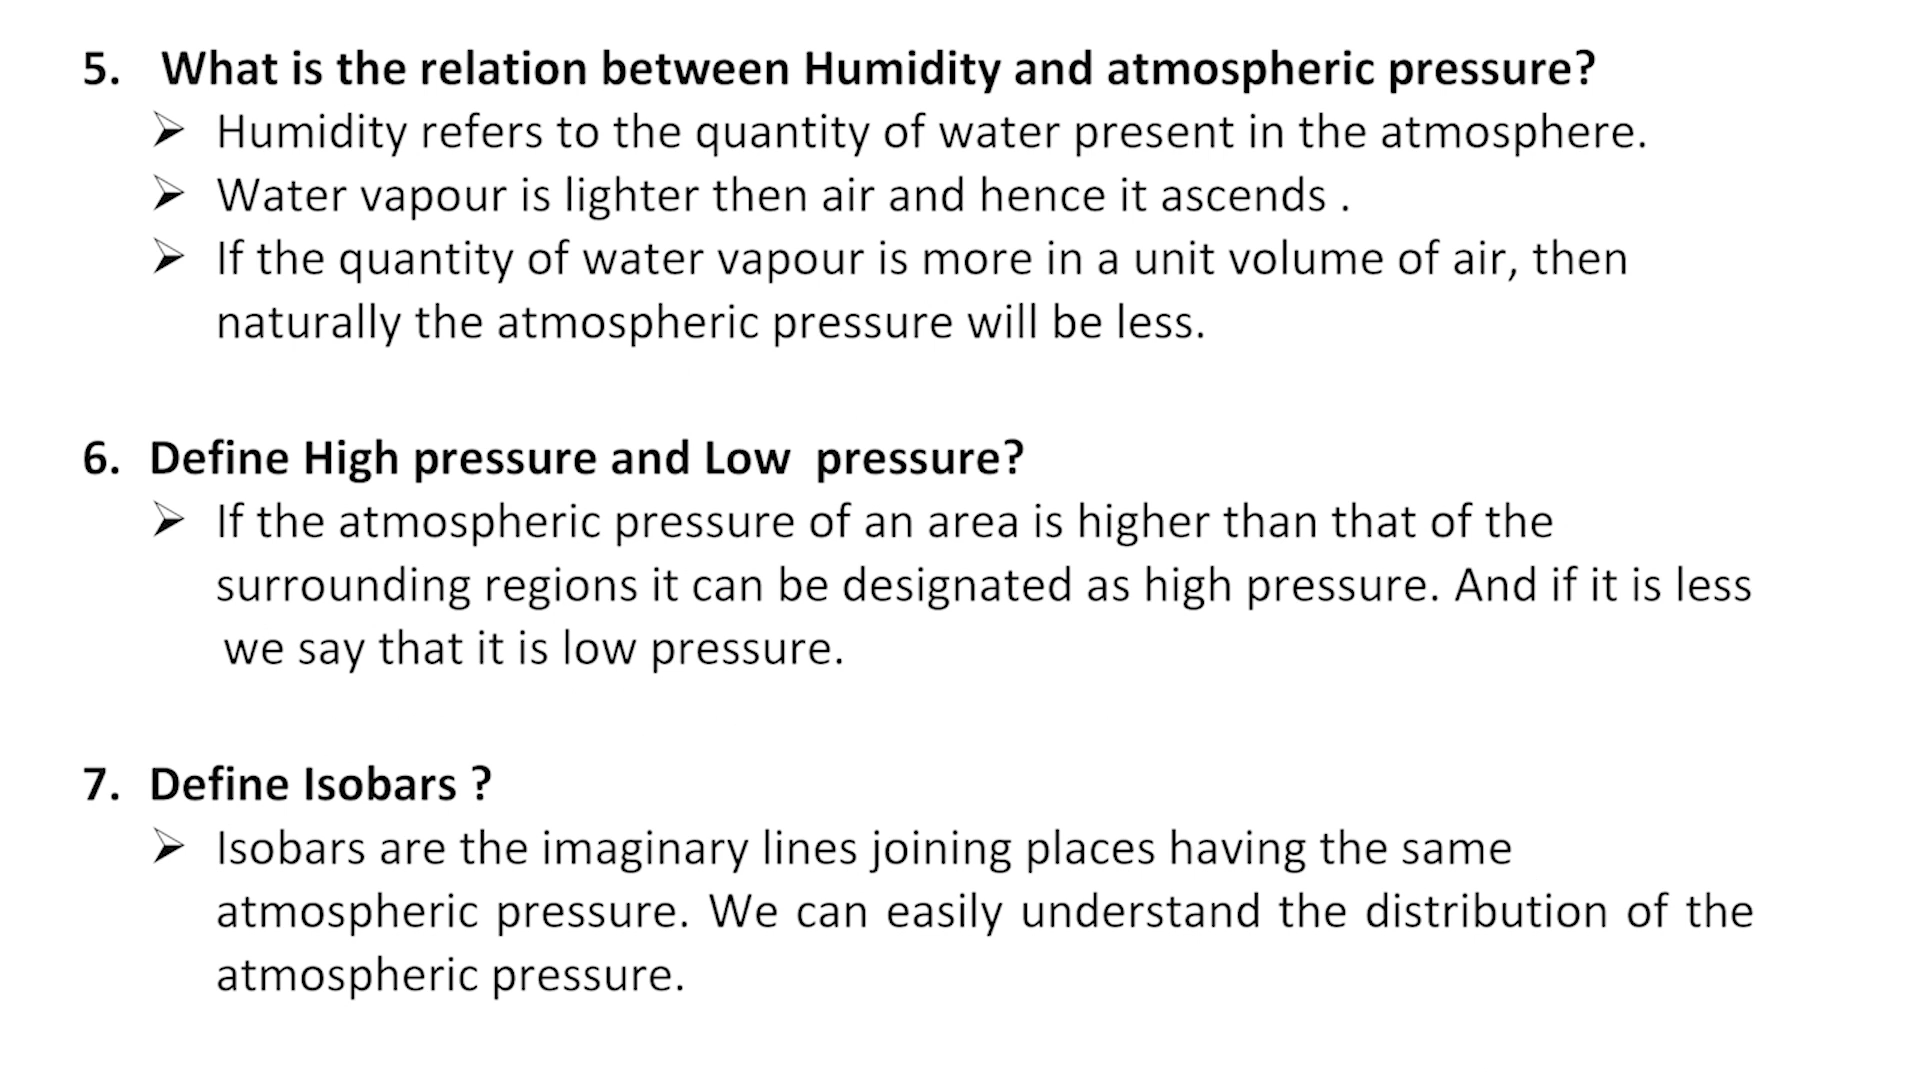 5. What is the relation between Humidity and atmospheric pressure?
➢ Humidity refers to the quantity of water present in the atmosphere.
➢ Water vapour is lighter then air and hence it ascends .
➢ If the quantity of water vapour is more in a unit volume of air, then
naturally the atmospheric pressure will be less.
6. Define High pressure and Low pressure?
➢ If the atmospheric pressure of an area is higher than that of the
surrounding regions it can be designated as high pressure. And if it is less
we say that it is low pressure.
7. Define Isobars ?
➢ Isobars are the imaginary lines joining places having the same
atmospheric pressure. We can easily understand the distribution of the
atmospheric pressure.